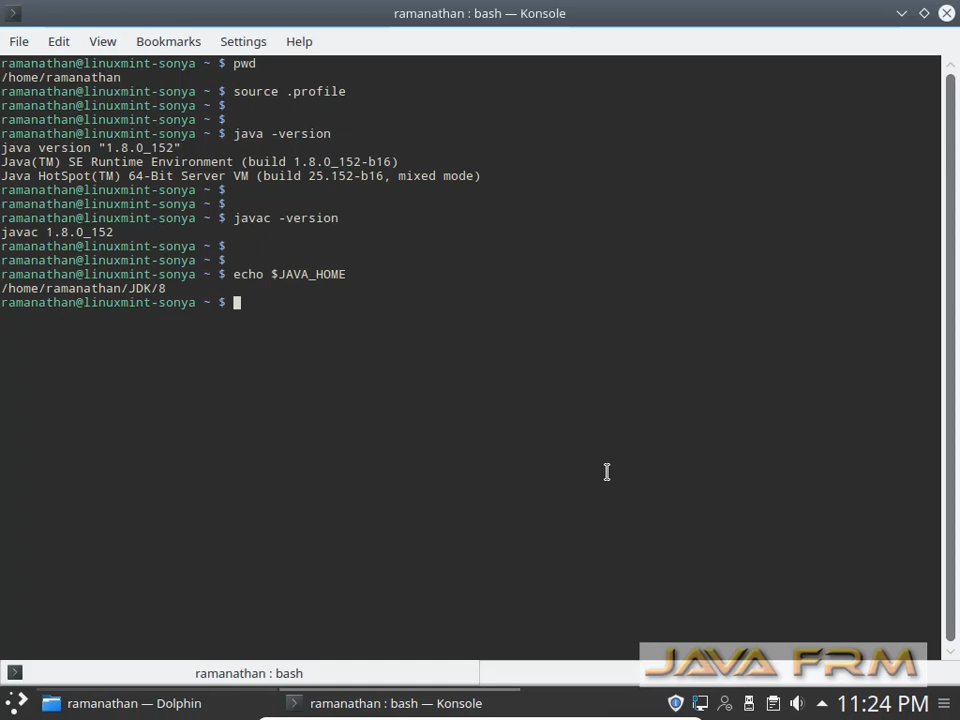 ramanathan : bash — Konsole
File Edit View Bookmarks Settings Help
ramanathan@linuxmint-sonya ~ $ pwd
/home/ramanathan
ramanathan@linuxmint-sonya ~ $ source .profile
ramanathan@linuxmint-sonya ~ $
ramanathan@linuxmint-sonya ~ $
ramanathan@linuxmint-sonya ~ $ java -version
java version "1.8.0_152"
Java(TM) SE Runtime Environment (build 1.8.0_152-b16)
Java HotSpot(TM) 64-Bit Server VM (build 25.152-b16, mixed mode)
ramanathan@linuxmint-sonya ~ $
ramanathan@linuxmint-sonya ~ $
ramanathan@linuxmint-sonya ~ $ javac -version
javac 1.8.0_152
ramanathan@linuxmint-sonya ~ $
ramanathan@linuxmint-sonya ~ $
ramanathan@linuxmint-sonya ~ $ echo $JAVA_HOME
/home/ramanathan/JDK/8
ramanathan@linuxmint-sonya ~ $
ramanathan : bash
JAVA FRM
ramanathan — Dolphin
ramanathan : bash — Konsole
11:24 PM